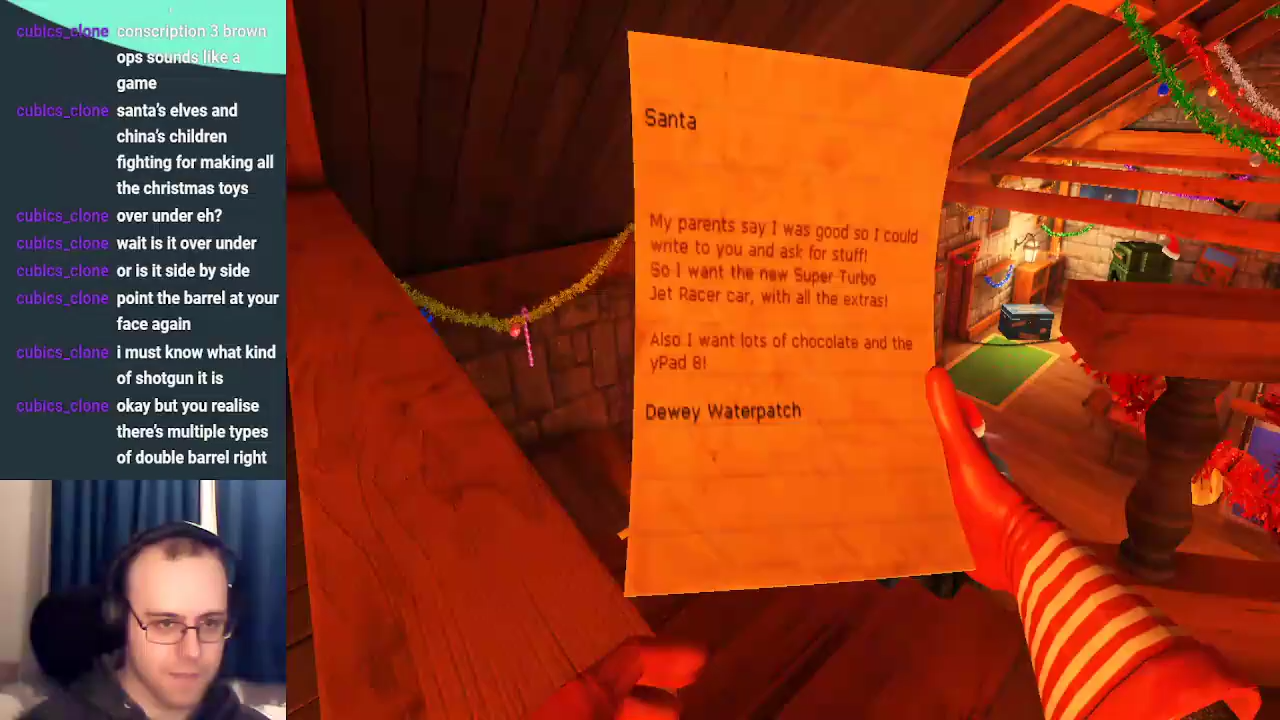 cubics_clone conscription 3 brown
ops sounds like a
game
cubics_clone santa's elves and
china's children
fighting for making all
the christmas toys
cubics_clone over under eh?
cubics_clone wait is it over under
cubics_clone or is it side by side
cubics_clone point the barrel at your
face again
cubics_clone i must know what kind
of shotgun it is
cubics_clone okay but you realise
there's multiple types
of double barrel right
Santa
My parents say I was good so I could
write to you and ask for stuff!
So I want the new Super Turbo
Jet Racer car, with all the extras!
Also I want lots of chocolate and the
yPad 8!
Dewey Waterpatch